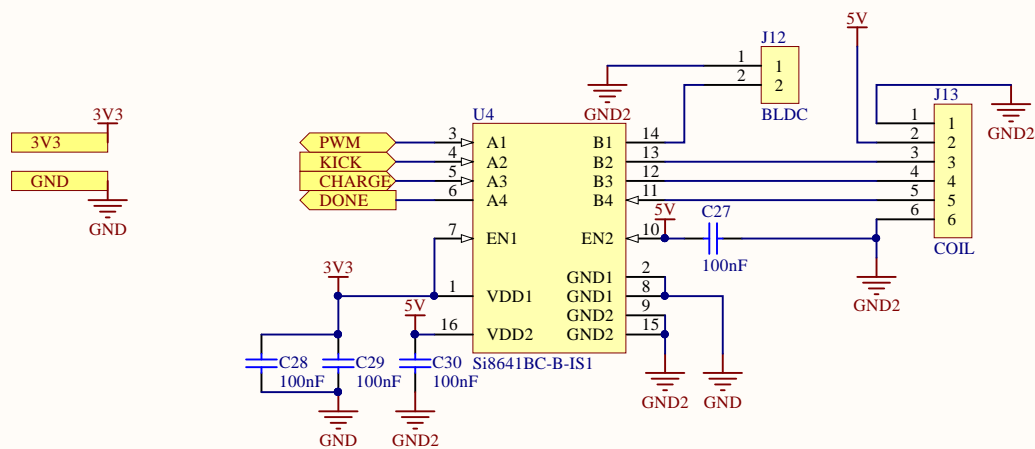 5V
J12
1
1
2
2
GND2
BLDC
J13
GND2
1
1
2
2
3
3
4
4
5
5
6
6
COIL
GND2
3V3
3V3
GND
GND
U4
PWM
3
A1
B1
14
KICK
4
A2
B2
13
CHARGE
5
A3
B3
12
DONE
6
A4
B4
11
5V
C27
7
EN1
EN2
10
100nF
3V3
GND1
2
1
VDD1
GND1
8
5V
GND2
9
16
VDD2
GND2
15
Si8641BC-B-IS1
C28
100nF
C29
100nF
C30
100nF
GND
GND2
GND2
GND